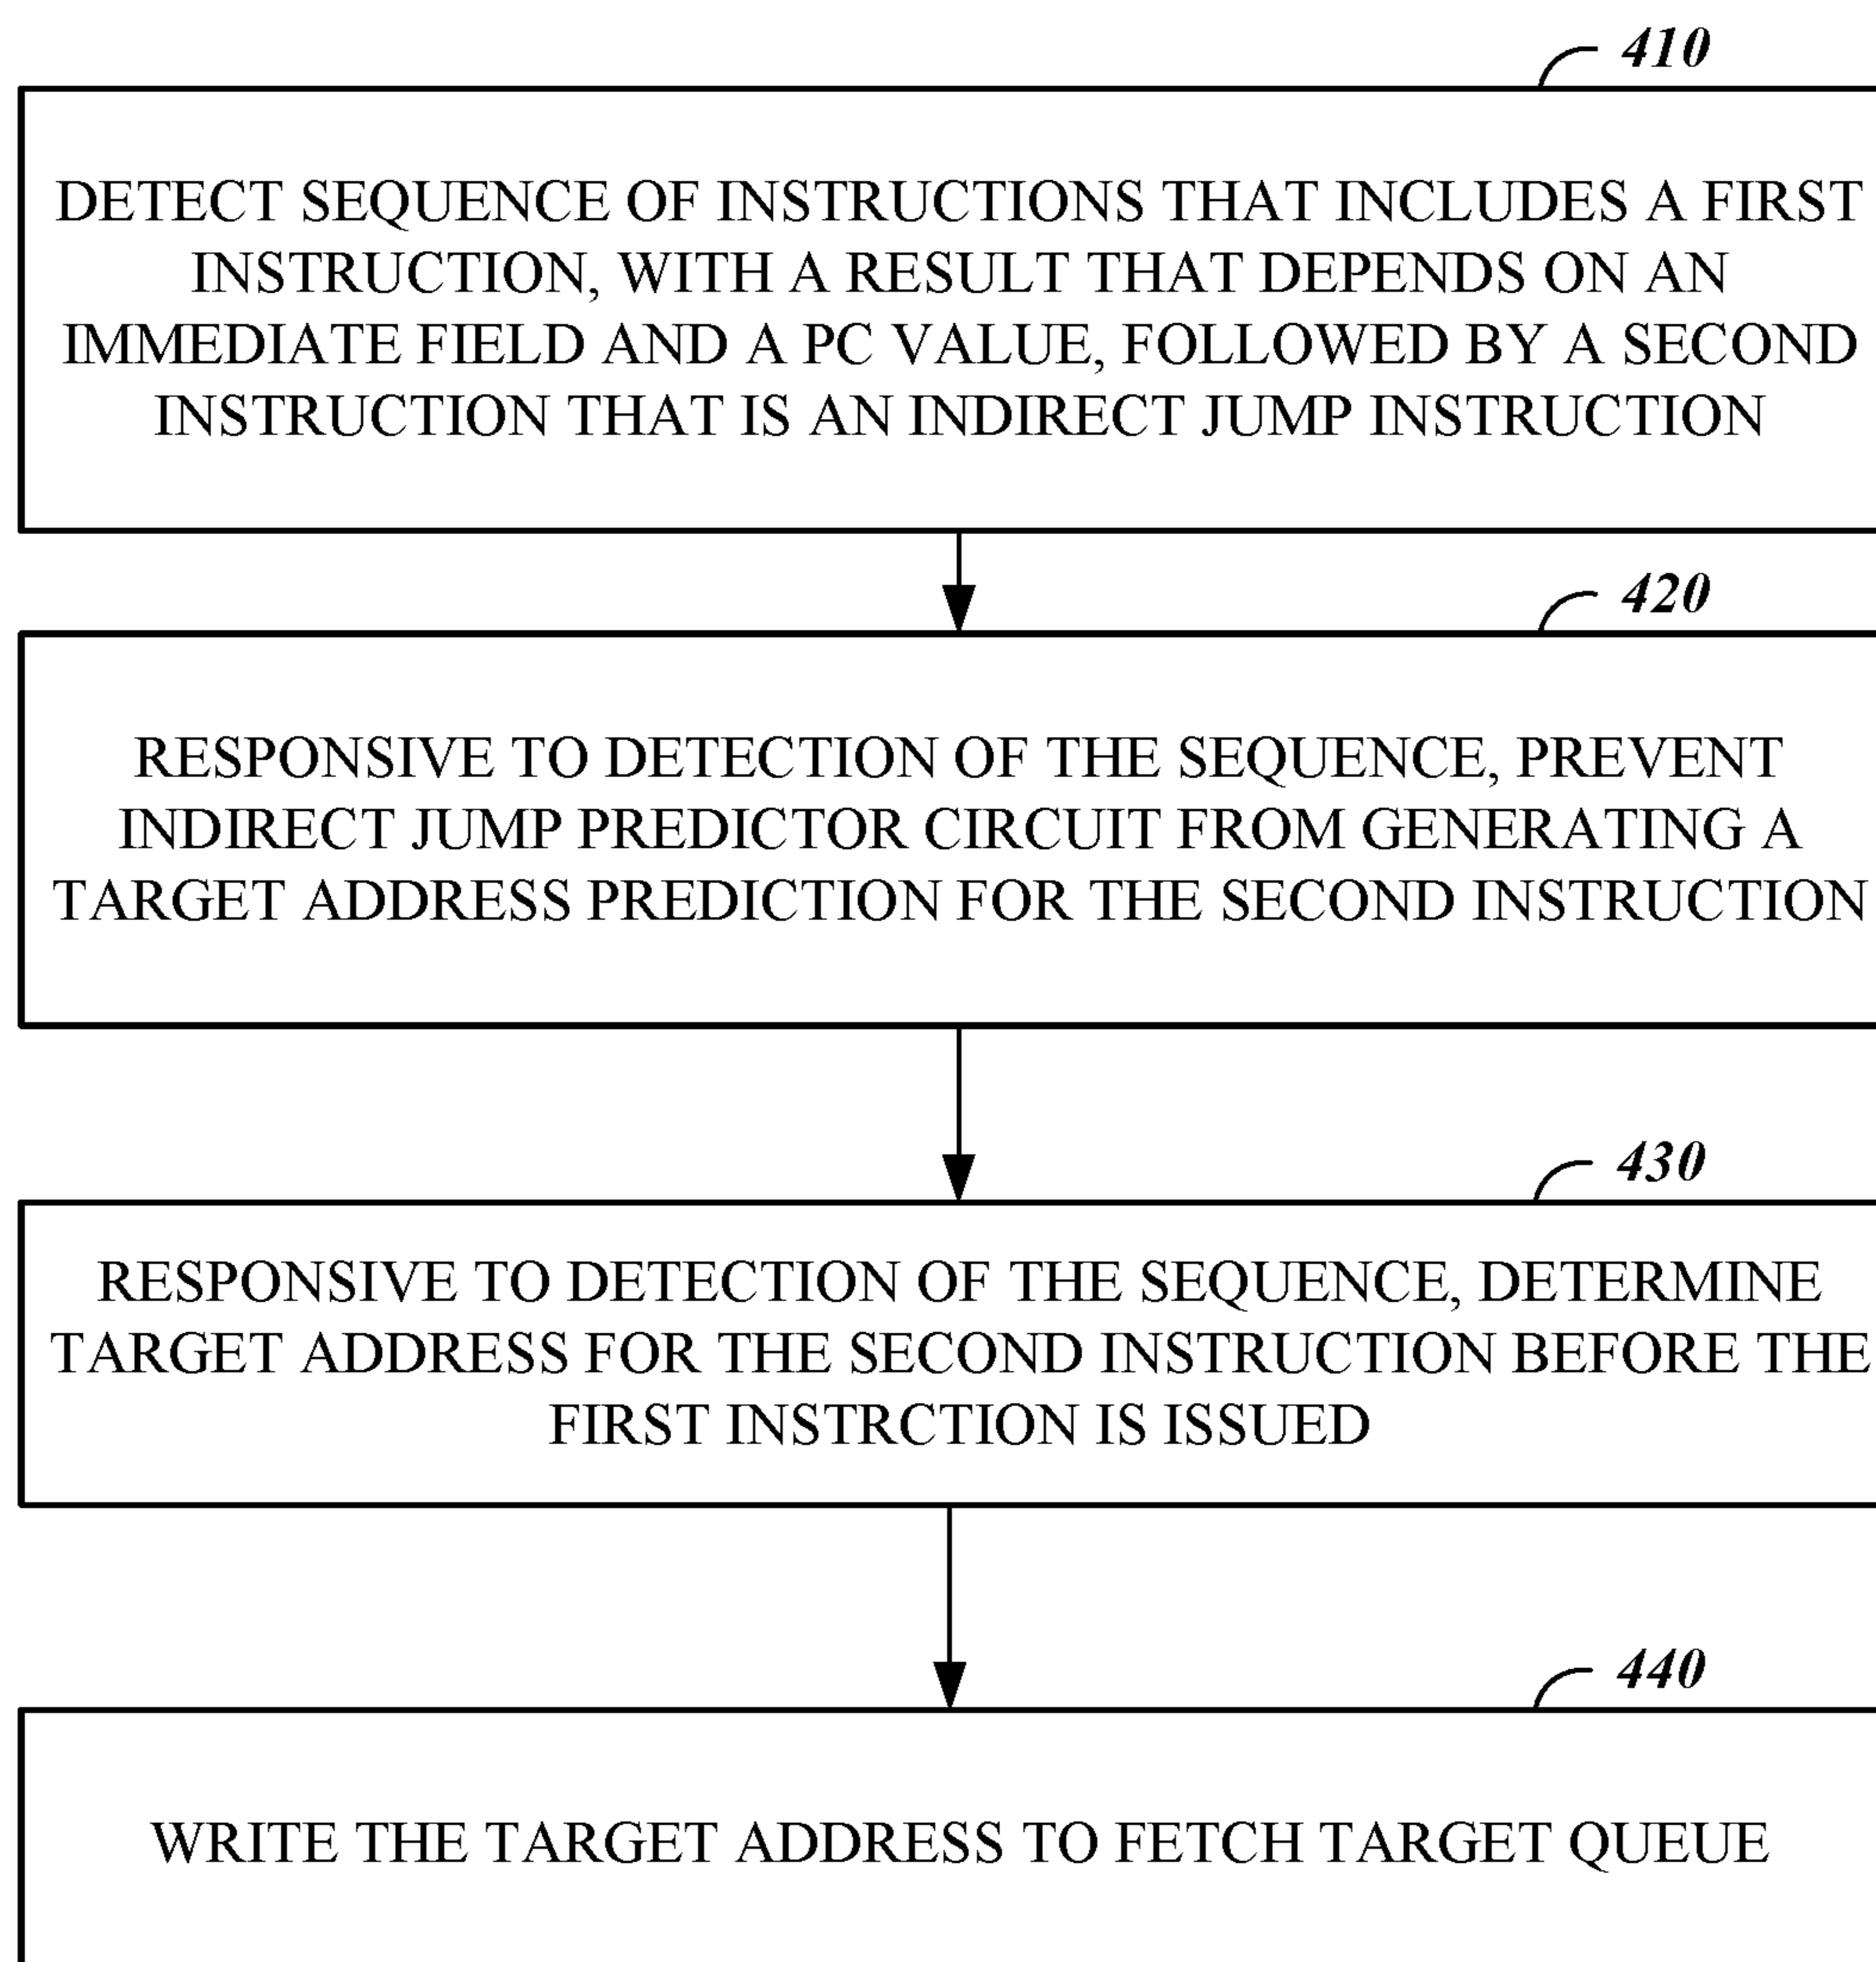 410
DETECT SEQUENCE OF INSTRUCTIONS THAT INCLUDES A FIRST
INSTRUCTION, WITH A RESULT THAT DEPENDS ON AN
IMMEDIATE FIELD AND A PC VALUE, FOLLOWED BY A SECOND
INSTRUCTION THAT IS AN INDIRECT JUMP INSTRUCTION
420
RESPONSIVE TO DETECTION OF THE SEQUENCE, PREVENT
INDIRECT JUMP PREDICTOR CIRCUIT FROM GENERATING A
TARGET ADDRESS PREDICTION FOR THE SECOND INSTRUCTION
430
RESPONSIVE TO DETECTION OF THE SEQUENCE, DETERMINE
TARGET ADDRESS FOR THE SECOND INSTRUCTION BEFORE THE
FIRST INSTRCTION IS ISSUED
440
WRITE THE TARGET ADDRESS TO FETCH TARGET QUEUE